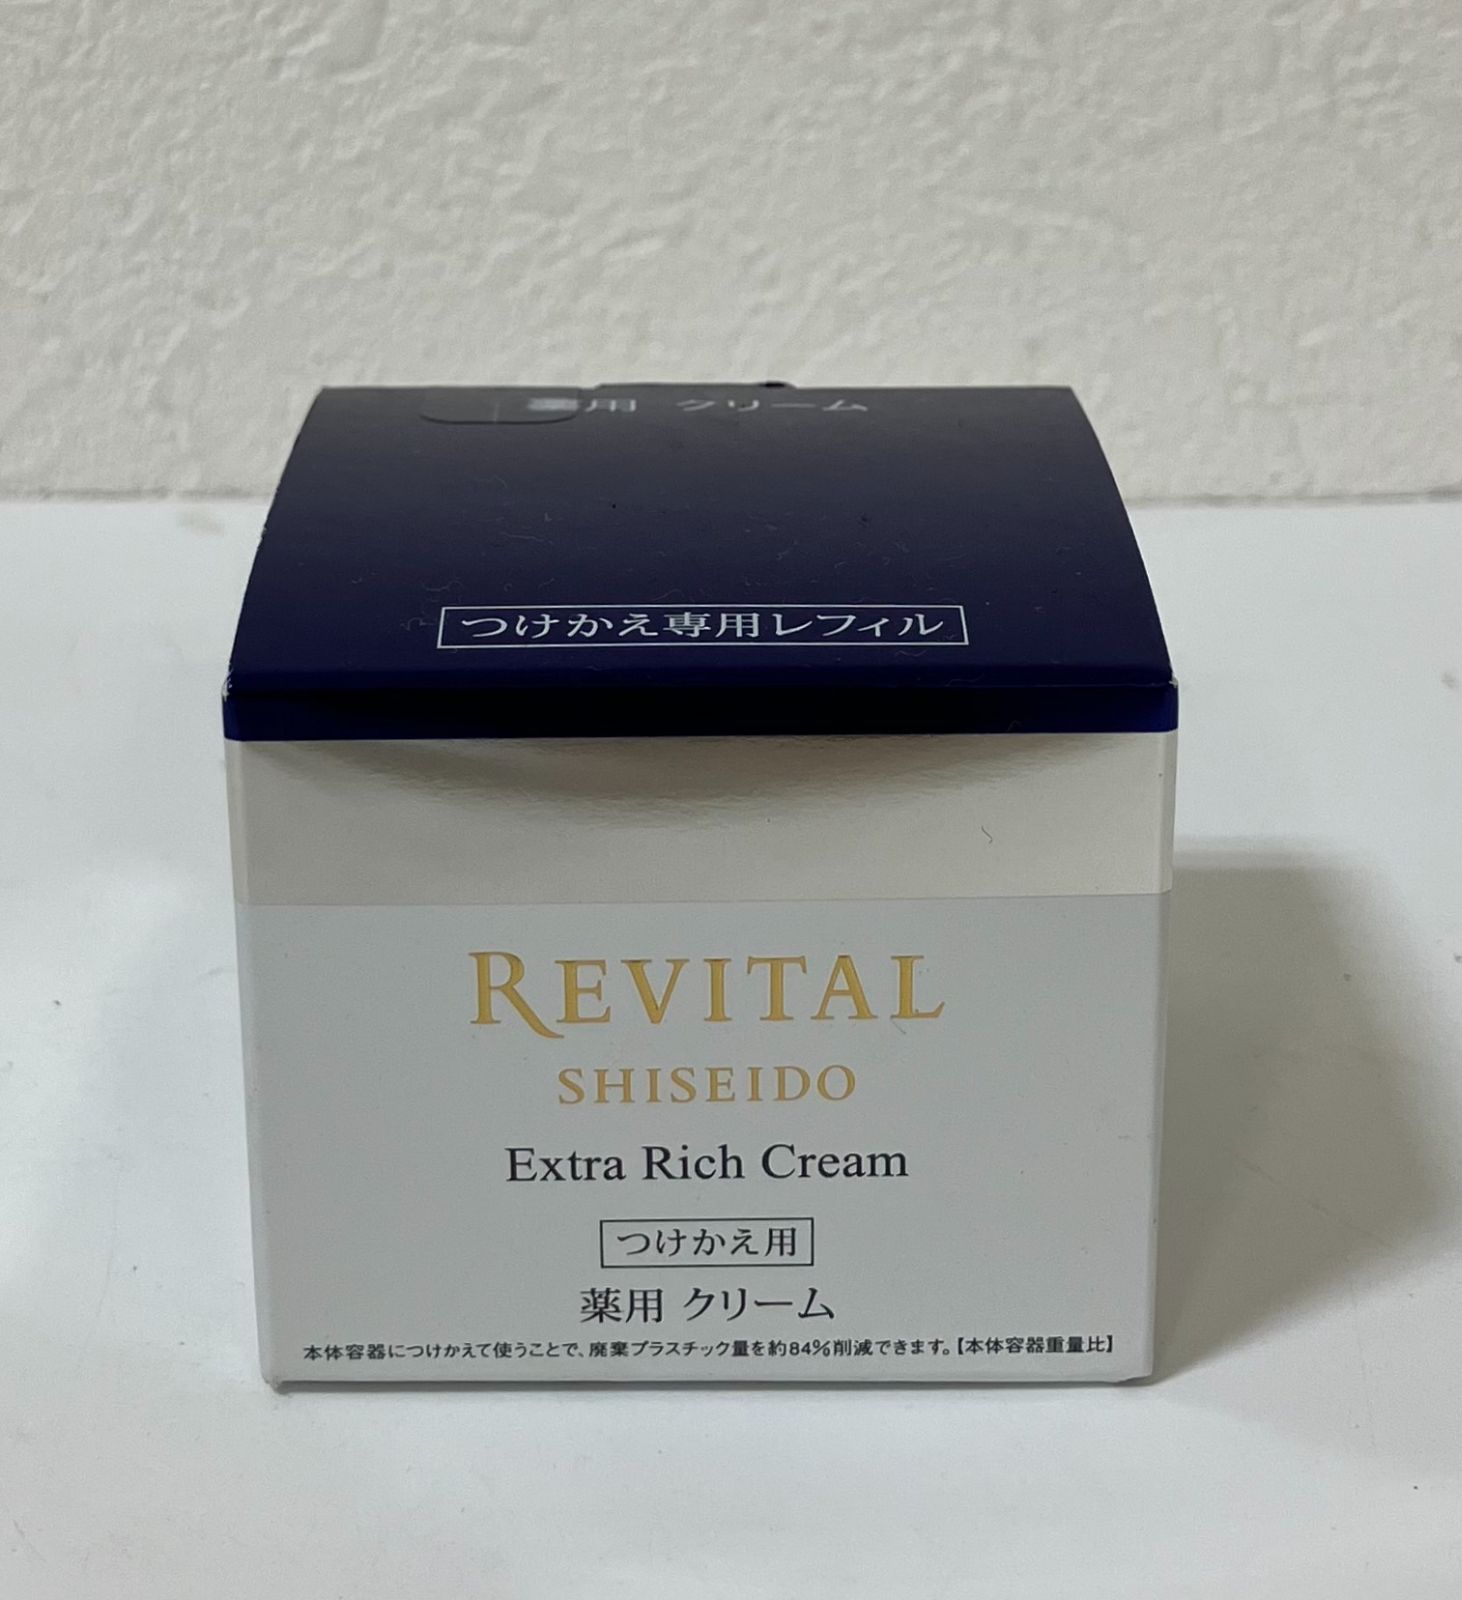 薬用 クリーム
つけかえ専用レフィル
REVITAL
SHISEIDO
Extra Rich Cream
つけかえ用
薬用 クリーム
本体容器につけかえて使うことで、廃棄プラスチック量を約84%削減できます。【本体容器重量比】